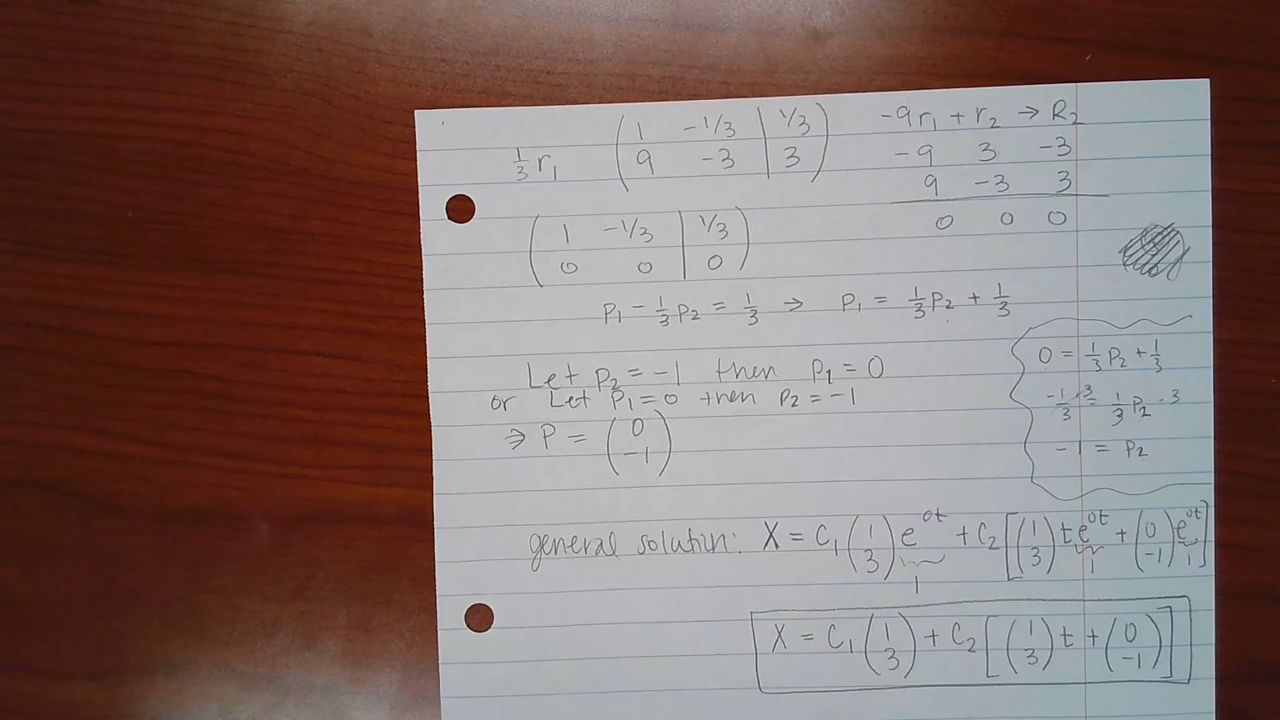 1/3 r₁ ( 1 -1/3 | 1/3 ) -9r₁ + r₂ → R₂
( 9 -3 | 3 ) -9 3 -3
9 -3 3
0 0 0
( 1 -1/3 | 1/3 )
( 0 0 | 0 )
P₁ - 1/3 P₂ = 1/3 ⇒ P₁ = 1/3 P₂ + 1/3
Let P₂ = -1 then P₁ = 0
or Let P₁ = 0 then P₂ = -1
⇒ P = ( 0 -1 )
0 = 1/3 P₂ + 1/3
-1/3 · 3 = 1/3 P₂ · 3
-1 = P₂
general solution: X = C₁ ( 1 3 ) e^0t + C₂ [ ( 1 3 ) t e^0t + ( 0 -1 ) e^0t ]
1 1 1
X = C₁ ( 1 3 ) + C₂ [ ( 1 3 ) t + ( 0 -1 ) ]